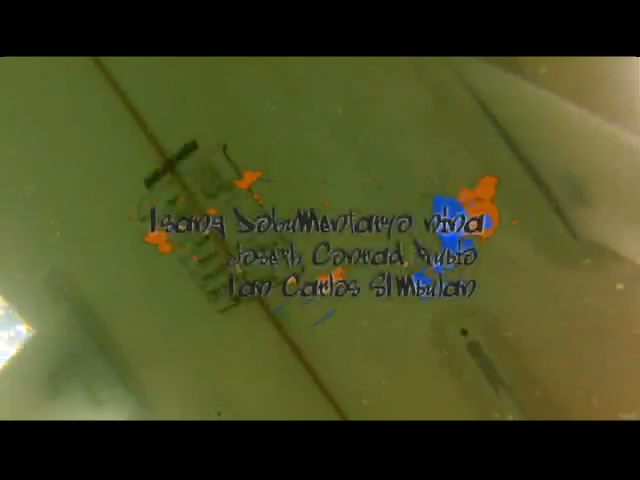 Isang DokuMentaryo nina
Joseph Conrad Rubio
Ian Carlos SIMbulan